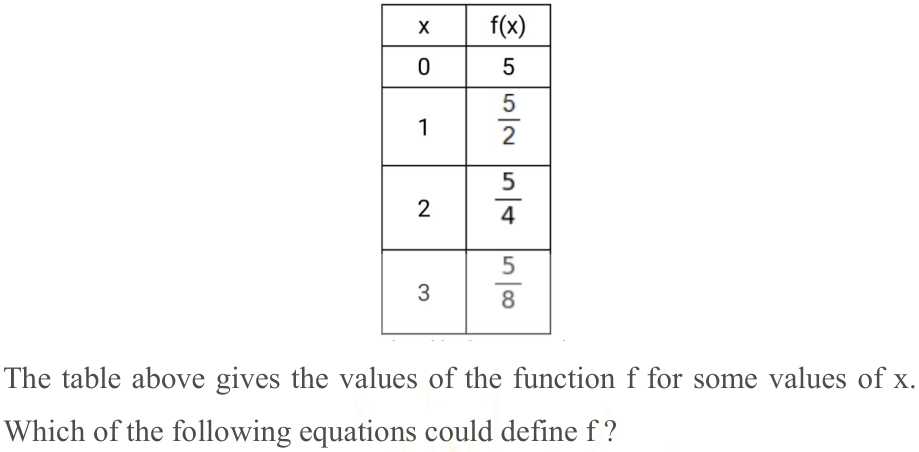 x f(x)
0 5
1 5/2
2 5/4
3 5/8
The table above gives the values of the function f for some values of x.
Which of the following equations could define f ?